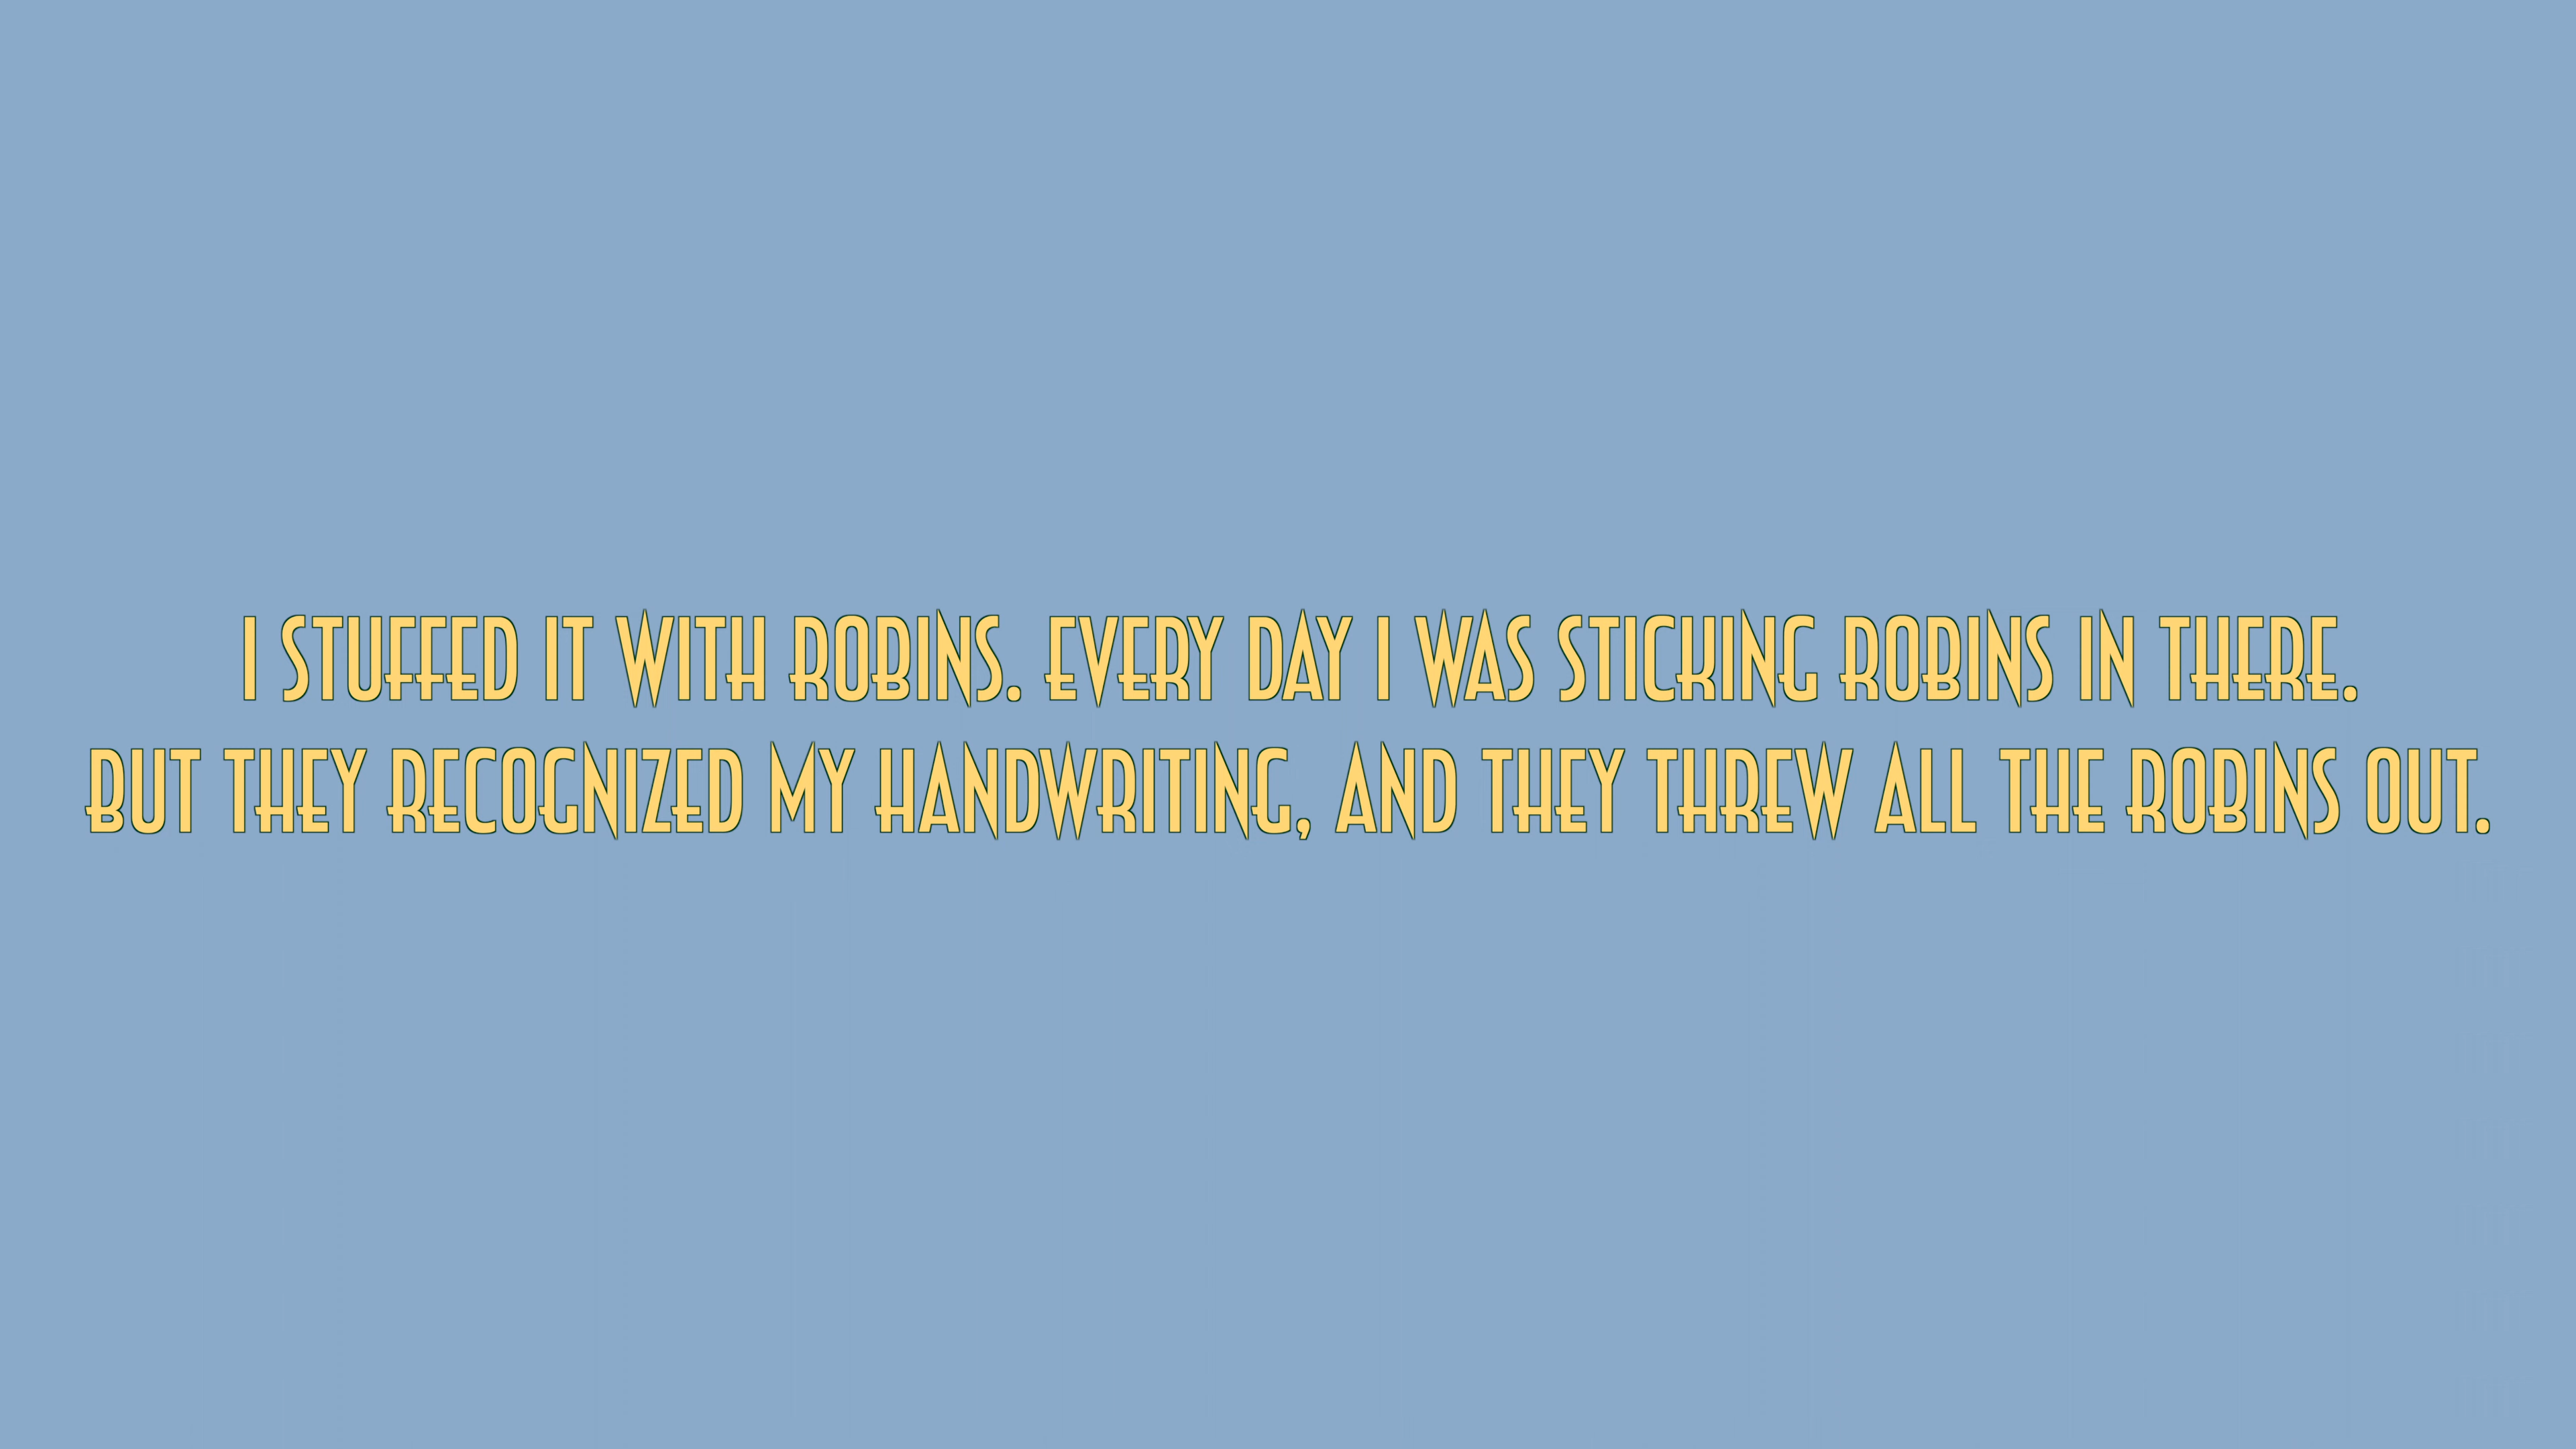 I STUFFED IT WITH ROBINS. EVERY DAY I WAS STICKING ROBINS IN THERE.
BUT THEY RECOGNIZED MY HANDWRITING, AND THEY THREW ALL THE ROBINS OUT.